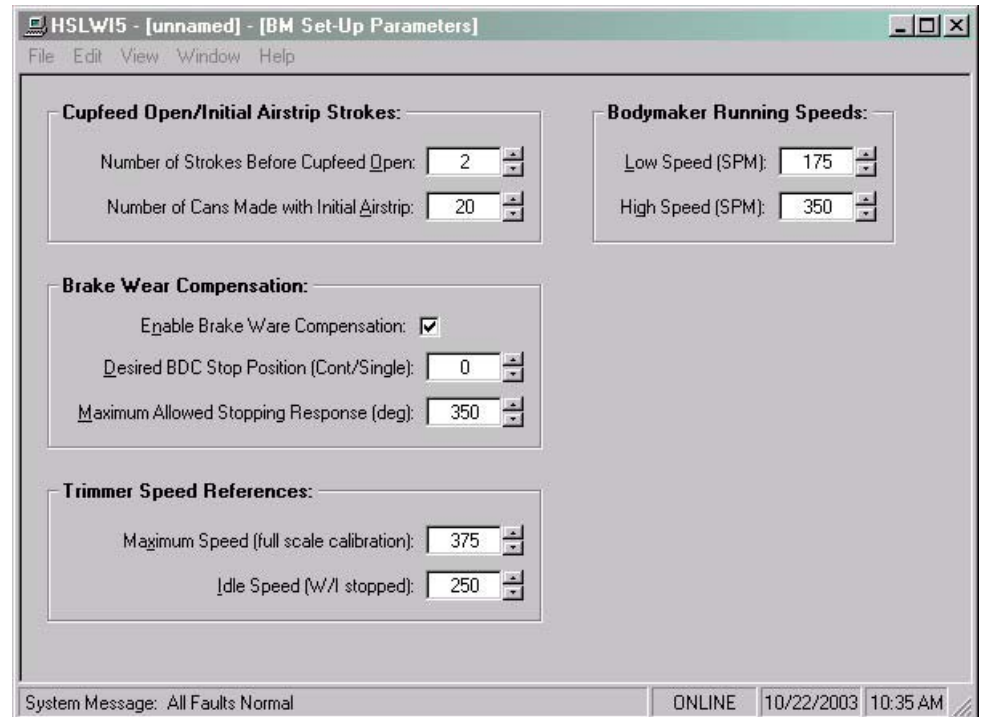 HSLWI5 - [unnamed] - [BM Set-Up Parameters]
File Edit View Window Help
Cupfeed Open/Initial Airstrip Strokes:
Number of Strokes Before Cupfeed Open: 2
Number of Cans Made with Initial Airstrip: 20
Bodymaker Running Speeds:
Low Speed (SPM): 175
High Speed (SPM): 350
Brake Wear Compensation:
Enable Brake Ware Compensation:
Desired BDC Stop Position (Cont/Single): 0
Maximum Allowed Stopping Response (deg): 350
Trimmer Speed References:
Maximum Speed (full scale calibration): 375
Idle Speed (W/I stopped): 250
System Message: All Faults Normal ONLINE 10/22/2003 10:35 AM